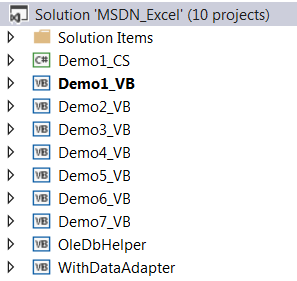 Solution 'MSDN_Excel' (10 projects)
Solution Items
C# Demo1_CS
VB Demo1_VB
VB Demo2_VB
VB Demo3_VB
VB Demo4_VB
VB Demo5_VB
VB Demo6_VB
VB Demo7_VB
VB OleDbHelper
VB WithDataAdapter